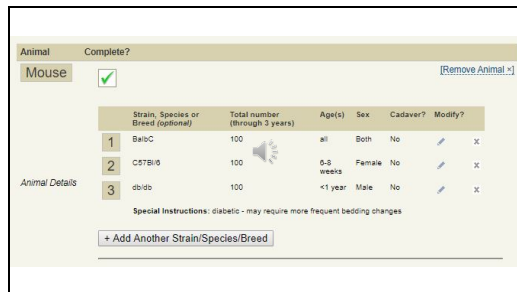 Animal Complete?
Mouse [Remove Animal ×]
Strain, Species or Breed (optional) Total number (through 3 years) Age(s) Sex Cadaver? Modify?
1 BalbC 100 all Both No x
2 C57Bl/6 100 6-8 weeks Female No x
Animal Details
3 db/db 100 <1 year Male No x
Special Instructions: diabetic - may require more frequent bedding changes
+ Add Another Strain/Species/Breed